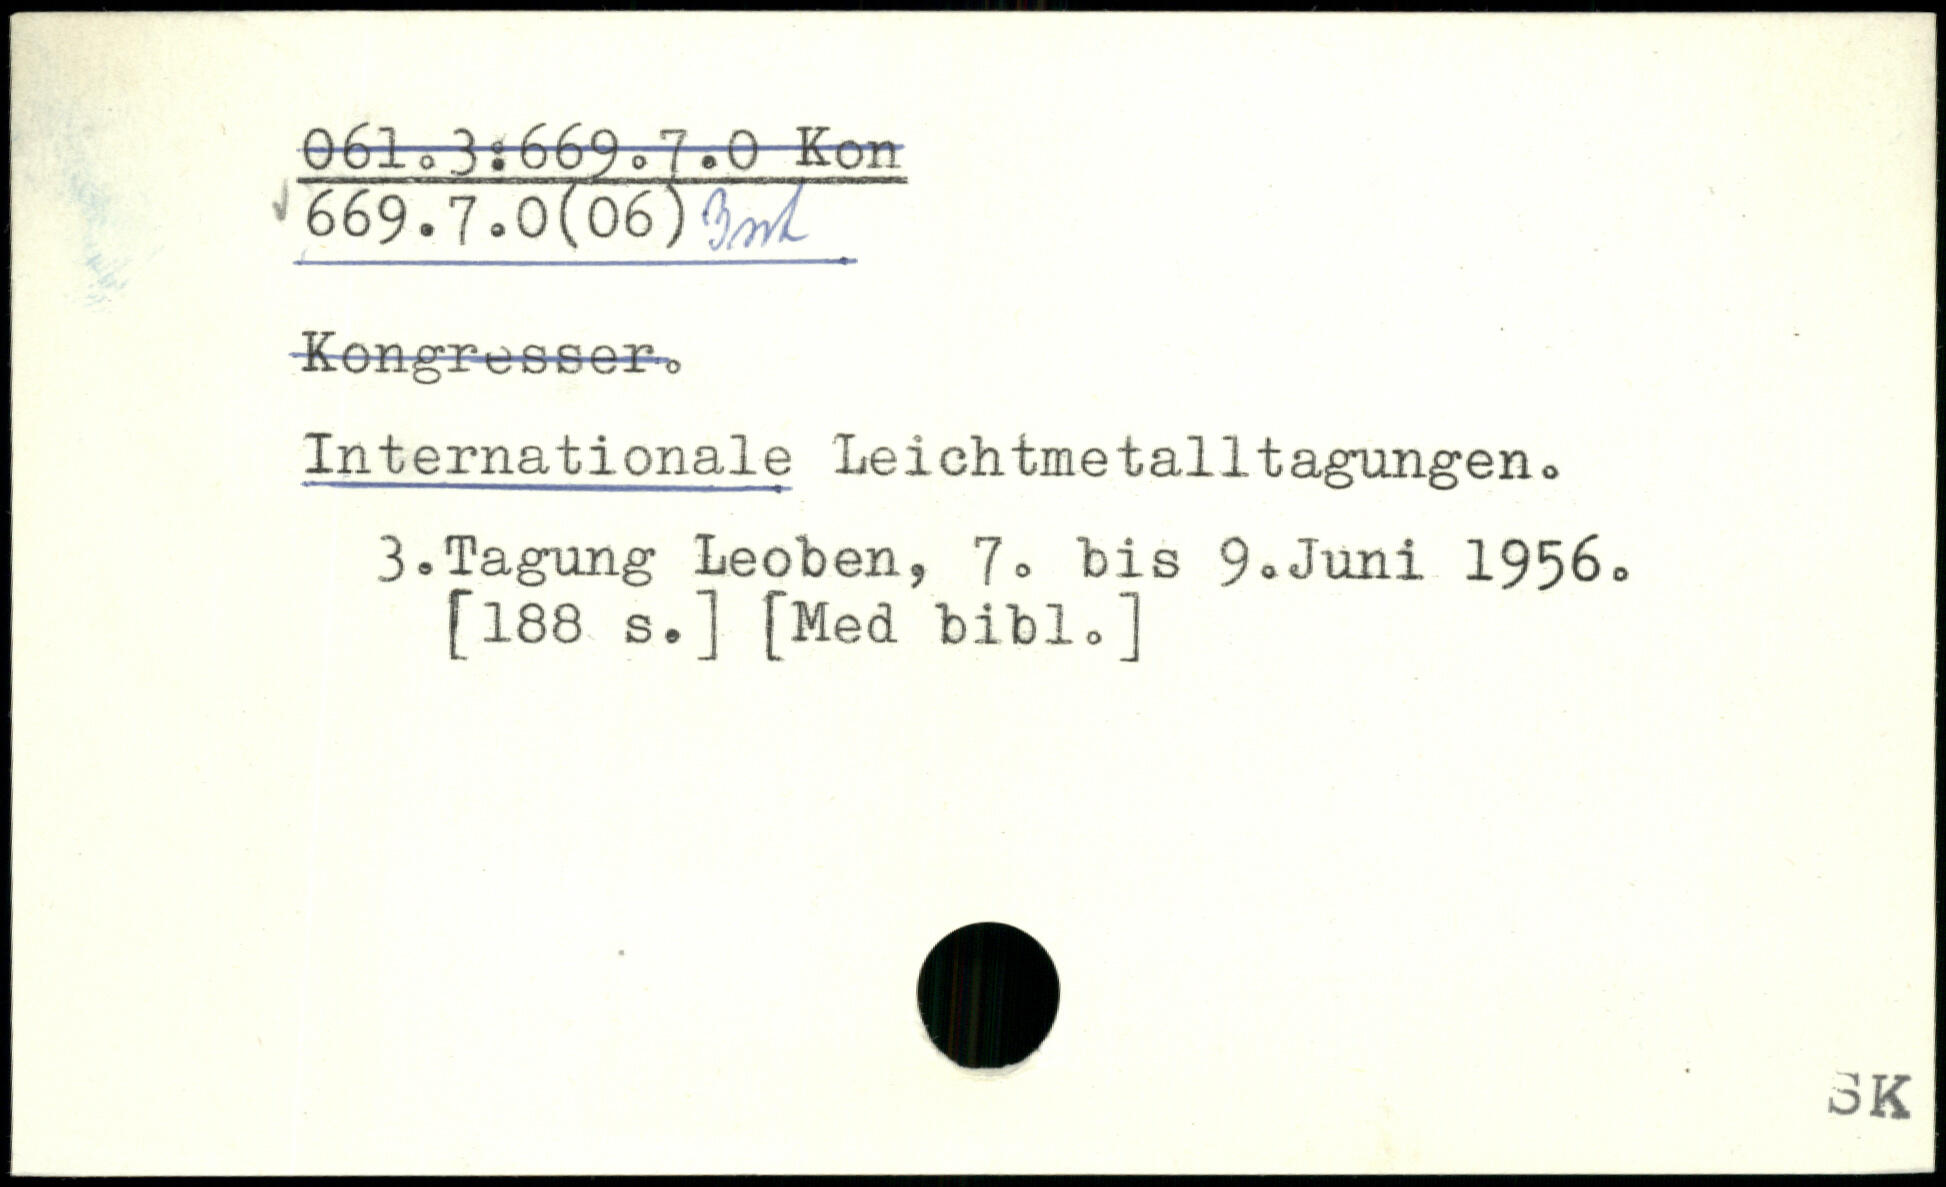 061.3:669.7.0 Kon
669.7.0(06) Int
Kongresser.
Internationale Leichtmetalltagungen.
3.Tagung Leoben, 7. bis 9.Juni 1956.
[188 s.] [Med bibl.]
SK